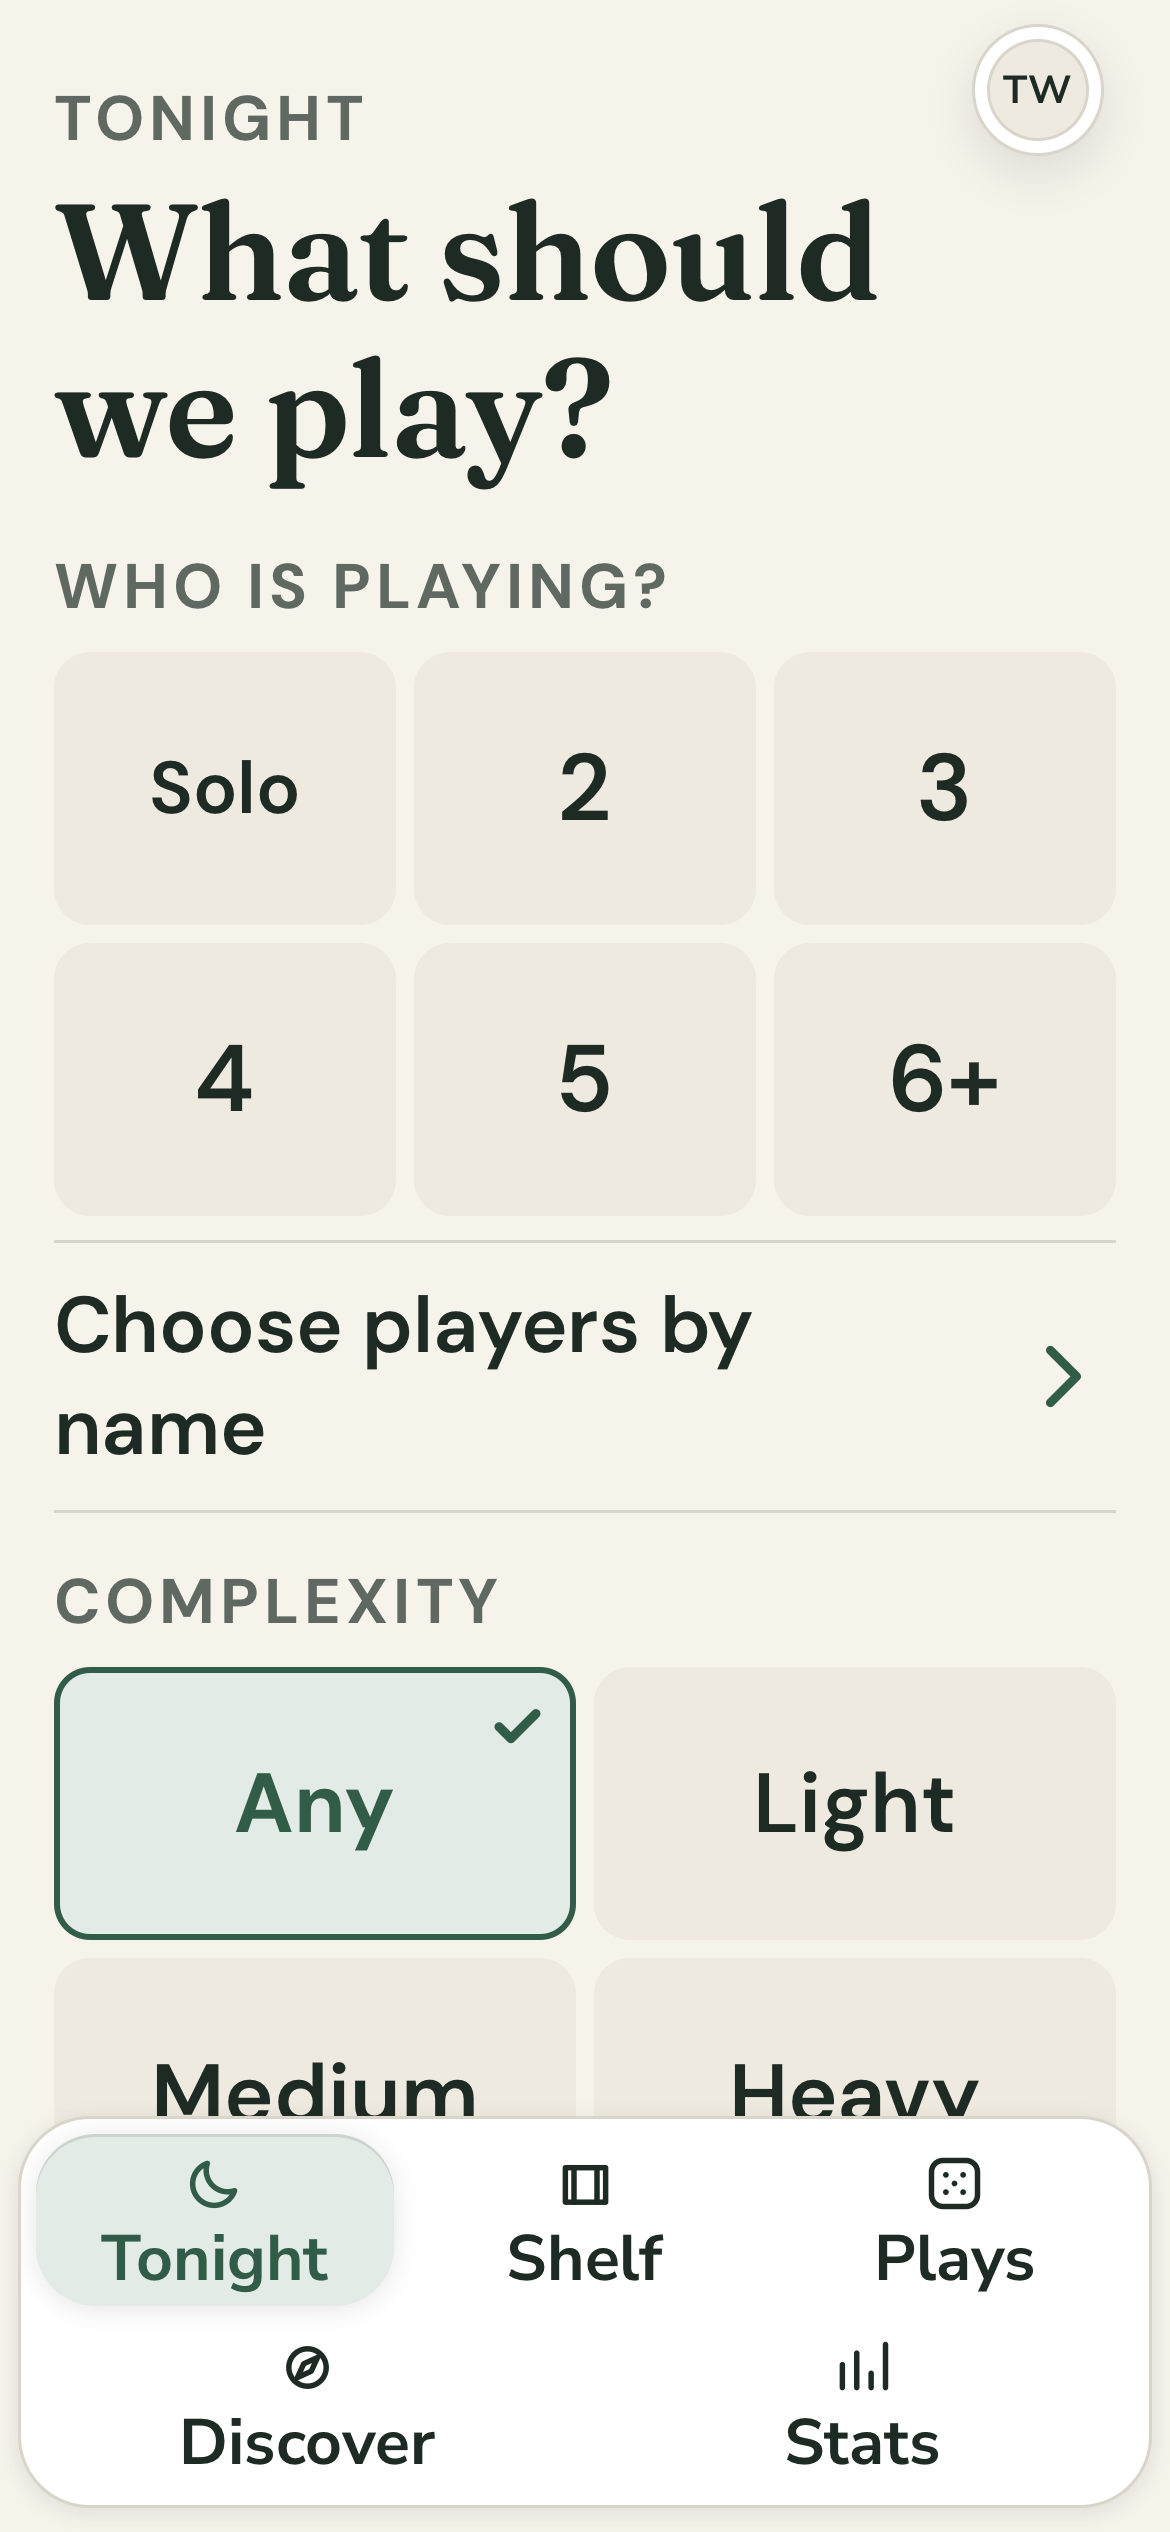 TW
TONIGHT
What should
we play?
WHO IS PLAYING?
Solo
2
3
4
5
6+
Choose players by
name
COMPLEXITY
Any
Light
Medium
Heavy
Tonight
Shelf
Plays
Discover
Stats